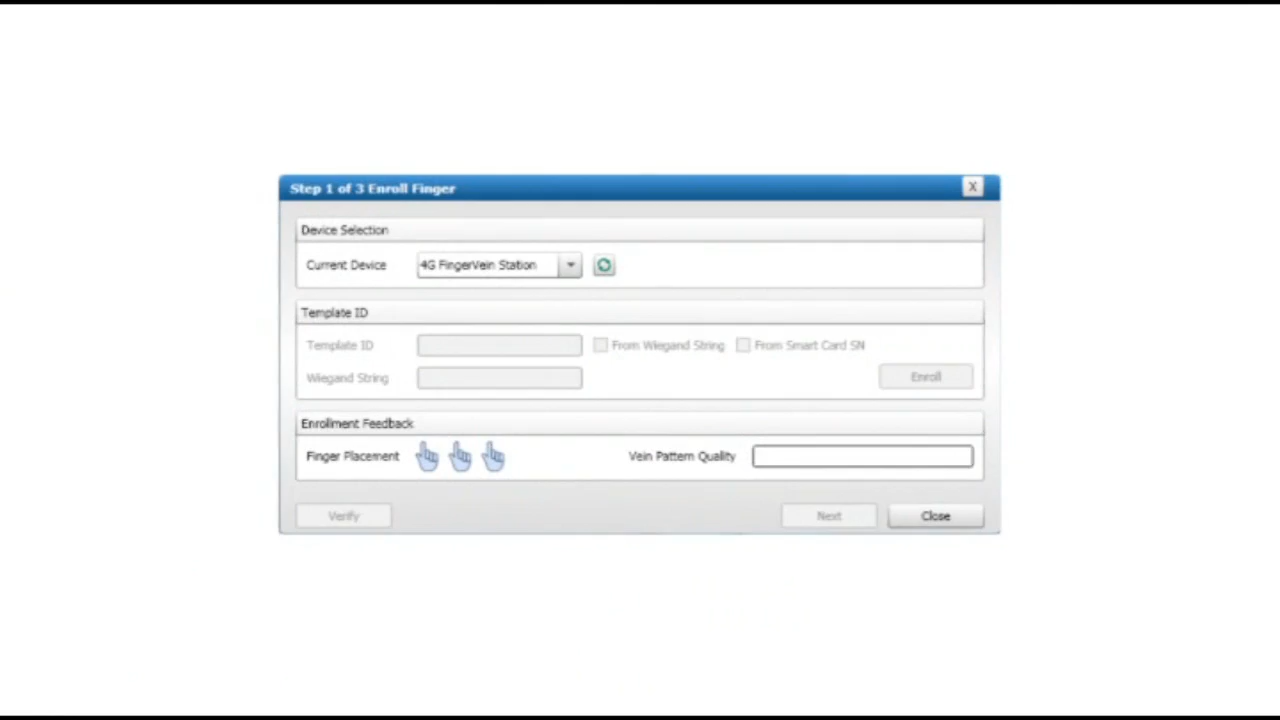 Step 1 of 3 Enroll Finger X
Device Selection
Current Device 4G FingerVein Station
Template ID
Template ID From Wiegand String From Smart Card SN
Wiegand String Enroll
Enrollment Feedback
Finger Placement Vein Pattern Quality
Verify Next Close